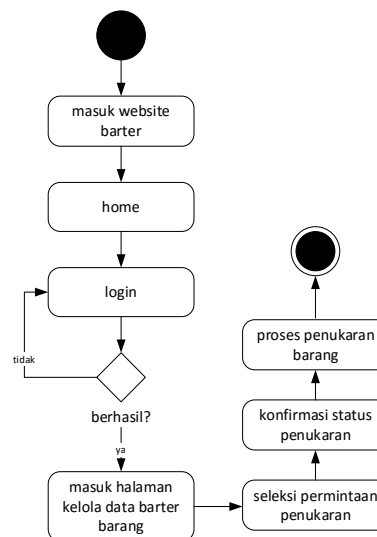 masuk website
barter
home
login
tidak
berhasil?
ya
masuk halaman
kelola data barter
barang
seleksi permintaan
penukaran
konfirmasi status
penukaran
proses penukaran
barang